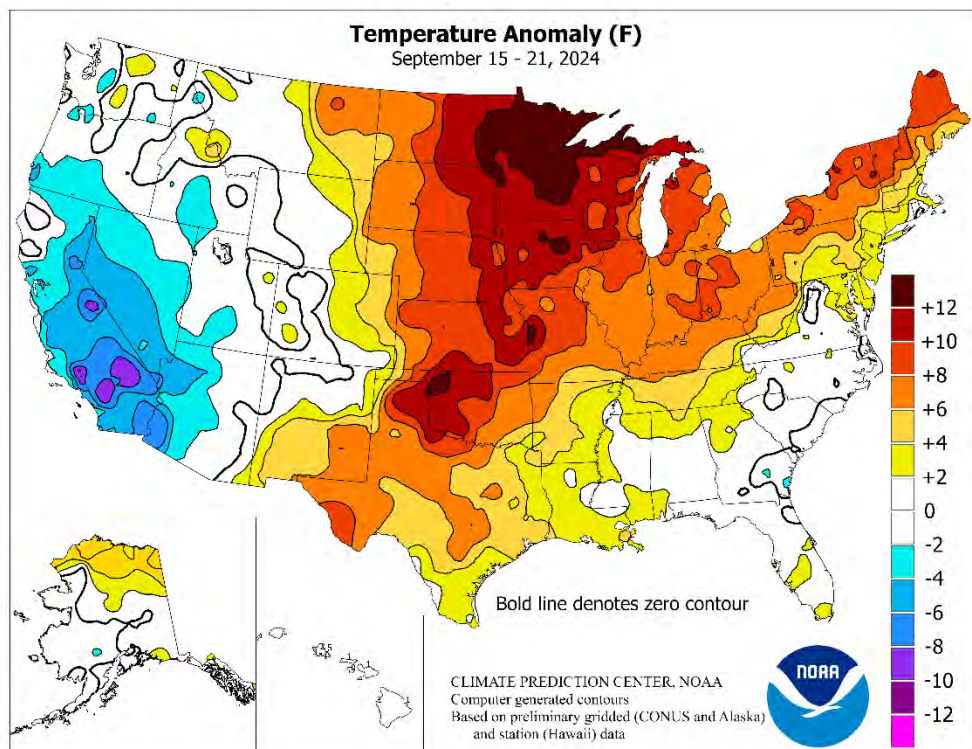 Temperature Anomaly (F)
September 15 - 21, 2024
+12
+10
+8
+6
+4
+2
0
-2
-4
-6
-8
-10
-12
Bold line denotes zero contour
CLIMATE PREDICTION CENTER, NOAA
Computer generated contours
Based on preliminary gridded (CONUS and Alaska)
and station (Hawaii) data
NOAA